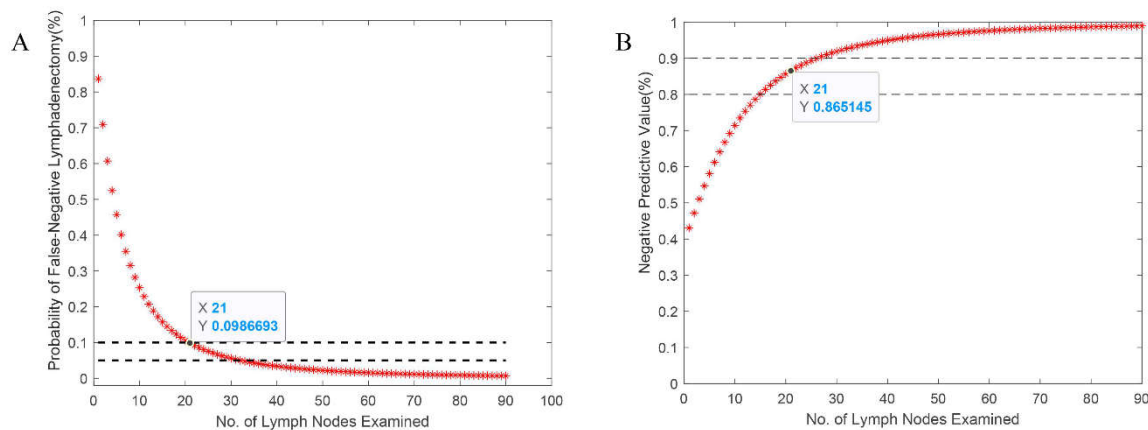 A
Probability of False-Negative Lymphadenectomy(%)
1
0.9
0.8
0.7
0.6
0.5
0.4
0.3
0.2
0.1
0
X 21
Y 0.0986693
0 10 20 30 40 50 60 70 80 90 100
No. of Lymph Nodes Examined
B
Negative Predictive Value(%)
1
0.9
0.8
0.7
0.6
0.5
0.4
0.3
0.2
0.1
0
X 21
Y 0.865145
0 10 20 30 40 50 60 70 80 90
No. of Lymph Nodes Examined